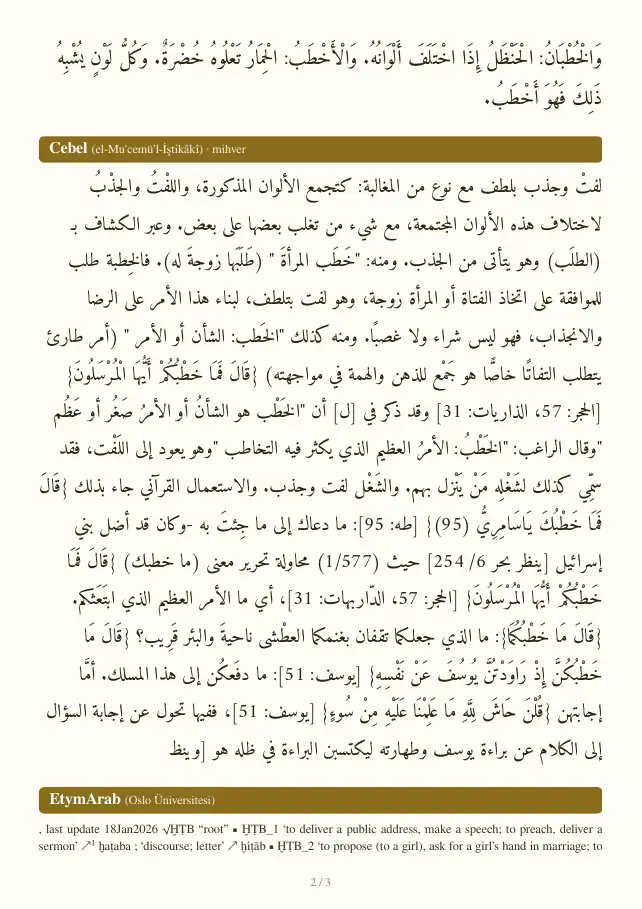 وَالْخُطْبَانُ: الْحَنْظَلُ إِذَا اخْتَلَفَ أَلْوَانُهُ. وَالْأَخْطَبُ: الْحِمَارُ تَعْلُوهُ خُضْرَةٌ. وَكُلُّ لَوْنٍ يُشْبِهُ
ذَلِكَ فَهُوَ أَخْطَبُ.
Cebel (el-Mu'cemü'l-İştikâkî) · mihver
لفتْ وجذب بلطف مع نوع من المغالبة: كتجمع الألوان المذكورة، واللفْتُ والجذْبُ
لاختلاف هذه الألوان المجتمعة، مع شيء من تغلب بعضها على بعض. وعبر الكشاف بـ
(الطلَب) وهو يتأتى من الجذب. ومنه: "خَطَب المرأةَ " (طَلَبَها زوجةً له). فالخِطبة طلب
للموافقة على اتخاذ الفتاة أو المرأة زوجة، وهو لفت بتلطف، لبناء هذا الأمر على الرضا
والانجذاب، فهو ليس شراء ولا غصبًا. ومنه كذلك "الخَطب: الشأن أو الأمر " (أمر طارئ
يتطلب التفاتًا خاصًّا هو جَمْع للذهن والهمة في مواجهته) {قَالَ فَمَا خَطْبُكُمْ أَيُّهَا الْمُرْسَلُونَ}
[الحجر: 57، الذاريات: 31] وقد ذكر في [ل] أن "الخَطْب هو الشأنُ أو الأمرُ صَغُر أو عَظُم
"وقال الراغب: "الخَطْبُ: الأمرُ العظيم الذي يكثر فيه التخاطب "وهو يعود إلى اللَفْت، فقد
سمِّي كذلك لشَغْلِه مَنْ يَنْزل بهم. والشَغْل لفت وجذب. والاستعمال القرآني جاء بذلك {قَالَ
فَمَا خَطْبُكَ يَاسَامِرِيُّ (95)} [طه: 95]: ما دعاك إلى ما جِئتَ به -وكان قد أضل بني
إسرائيل [ينظر بحر 6/ 254] حيث (1/577) محاولة تحرير معنى (ما خطبك) {قَالَ فَمَا
خَطْبُكُمْ أَيُّهَا الْمُرْسَلُونَ} [الحجر: 57، الدّاربهات: 31]، أي ما الأمر العظيم الذي ابتَعَثكم.
{قَالَ مَا خَطْبُكُمَا}: ما الذي جعلكما تقفان بغنمكما العطْشى ناحيةَ والبئر قَرِيب؟ {قَالَ مَا
خَطْبُكُنَّ إِذْ رَاوَدْتُنَّ يُوسُفَ عَنْ نَفْسِهِ} [يوسف: 51]: ما دفَعكُن إلى هذا المسلك. أمَّا
إجابتهن {قُلْنَ حَاشَ لِلَّهِ مَا عَلِمْنَا عَلَيْهِ مِنْ سُوءٍ} [يوسف: 51]، ففيها تحول عن إجابة السؤال
إلى الكلام عن براءة يوسف وطهارته ليكتسبن البراءة في ظله هو [وينظ
EtymArab (Oslo Üniversitesi)
, last update 18Jan2026 √ḪṬB “root” ▪ ḪṬB_1 ‘to deliver a public address, make a speech; to preach, deliver a
sermon’ ↗¹ ḫaṭaba ; ‘discourse; letter’ ↗ ḫiṭāb ▪ ḪṬB_2 ‘to propose (to a girl), ask for a girl’s hand in marriage; to
2 / 3